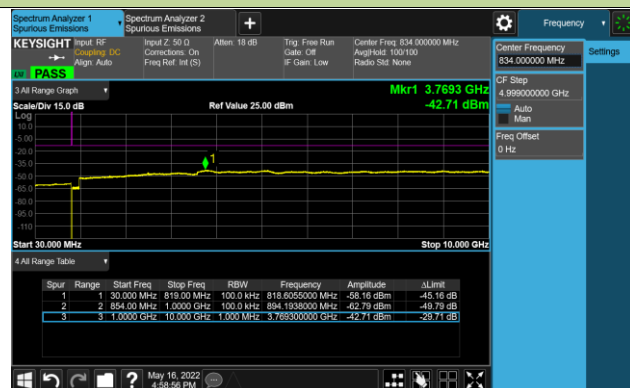 Spectrum Analyzer 1
Spurious Emissions
Spectrum Analyzer 2
Spurious Emissions
+
Frequency
KEYSIGHT
Input: RF
Coupling: DC
Align: Auto
Input Z: 50 Ω
Corrections: On
Freq Ref: Int (S)
Atten: 18 dB
Trig: Free Run
Gate: Off
IF Gain: Low
Center Freq: 834.000000 MHz
Avg|Hold: 100/100
Radio Std: None
PASS
Center Frequency
834.000000 MHz
Settings
CF Step
4.999000000 GHz
Auto
Man
Freq Offset
0 Hz
3 All Range Graph
Mkr1 3.7693 GHz
Scale/Div 15.0 dB
Ref Value 25.00 dBm
-42.71 dBm
Log
10.0
-5.00
-20.0
-35.0
-50.0
-65.0
-80.0
-95.0
-110
1
Start 30.000 MHz
Stop 10.000 GHz
4 All Range Table
Spur Range Start Freq Stop Freq RBW Frequency Amplitude ΔLimit
1 1 30.000 MHz 819.00 MHz 100.0 kHz 818.6055000 MHz -58.16 dBm -45.16 dB
2 2 854.00 MHz 1.0000 GHz 100.0 kHz 894.1938000 MHz -62.79 dBm -49.79 dB
3 3 1.0000 GHz 10.000 GHz 1.000 MHz 3.769300000 GHz -42.71 dBm -29.71 dB
?
May 16, 2022
4:58:56 PM